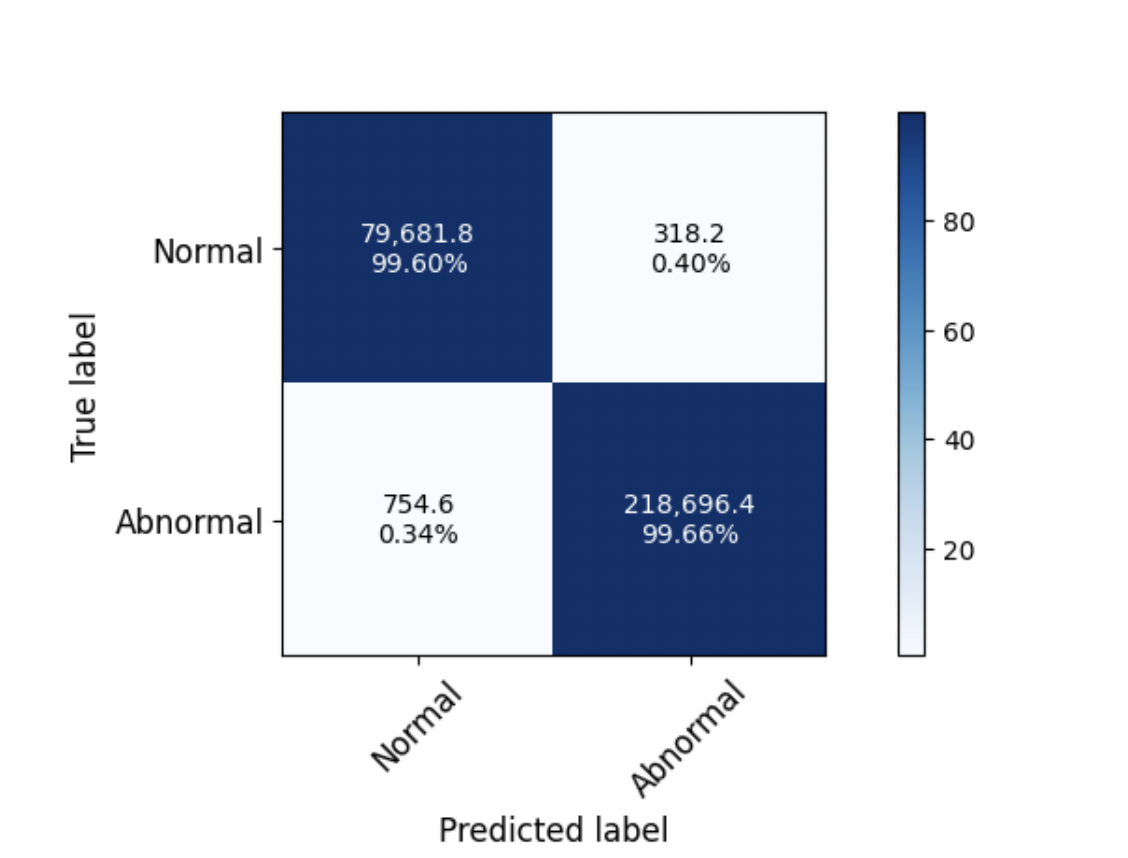 79,681.8
99.60%
318.2
0.40%
Normal
754.6
0.34%
218,696.4
99.66%
Abnormal
True label
Normal
Abnormal
Predicted label
80
60
40
20